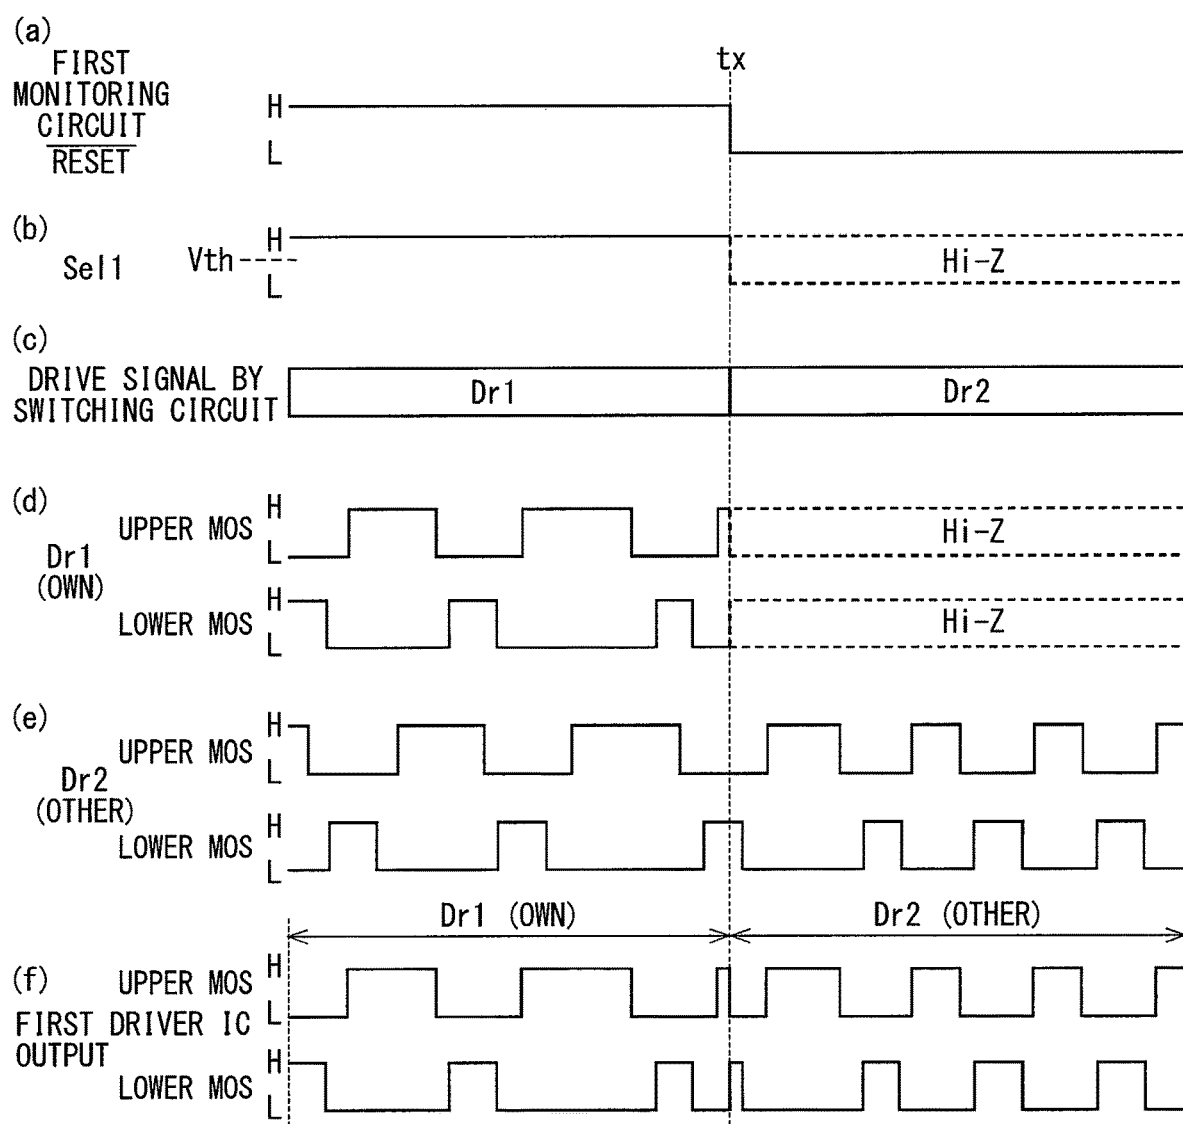 (a)
FIRST
MONITORING
CIRCUIT
RESET
H
L
tx
(b)
Sel1
Vth
H
L
Hi-Z
(c)
DRIVE SIGNAL BY
SWITCHING CIRCUIT
Dr1
Dr2
(d)
Dr1
(OWN)
UPPER MOS
H
L
Hi-Z
LOWER MOS
H
L
Hi-Z
(e)
Dr2
(OTHER)
UPPER MOS
H
L
LOWER MOS
H
L
Dr1 (OWN)
Dr2 (OTHER)
(f)
FIRST DRIVER IC
OUTPUT
UPPER MOS
H
L
LOWER MOS
H
L